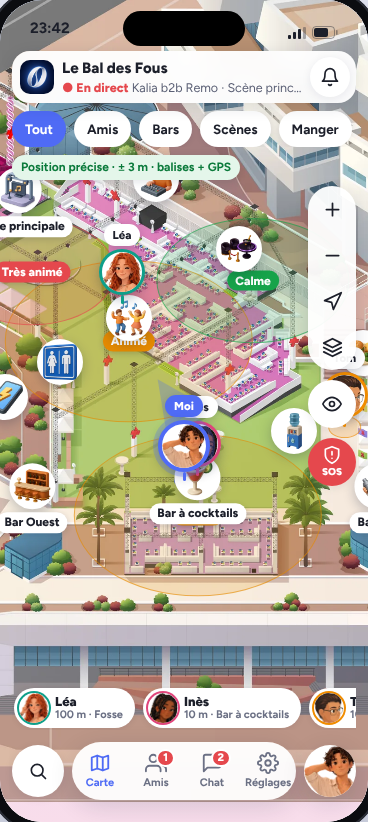 23:42
Le Bal des Fous
En direct Kalia b2b Remo · Scène princ...
Tout
Amis
Bars
Scènes
Manger
Position précise · ± 3 m · balises + GPS
e principale
Léa
Très animé
Calme
Animé
Moi
s
SOS
Bar à cocktails
Bar Ouest
Ba
Léa
100 m · Fosse
Inès
10 m · Bar à cocktails
T
10
Carte
1
Amis
2
Chat
Réglages